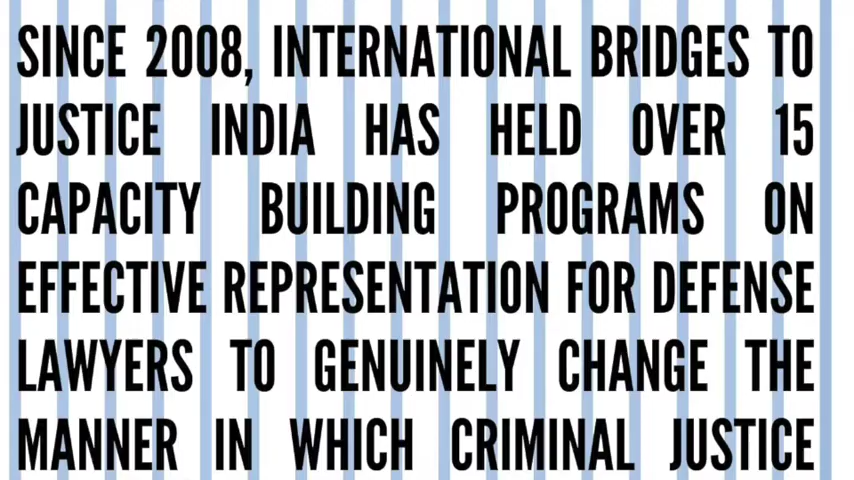 SINCE 2008, INTERNATIONAL BRIDGES TO
JUSTICE INDIA HAS HELD OVER 15
CAPACITY BUILDING PROGRAMS ON
EFFECTIVE REPRESENTATION FOR DEFENSE
LAWYERS TO GENUINELY CHANGE THE
MANNER IN WHICH CRIMINAL JUSTICE